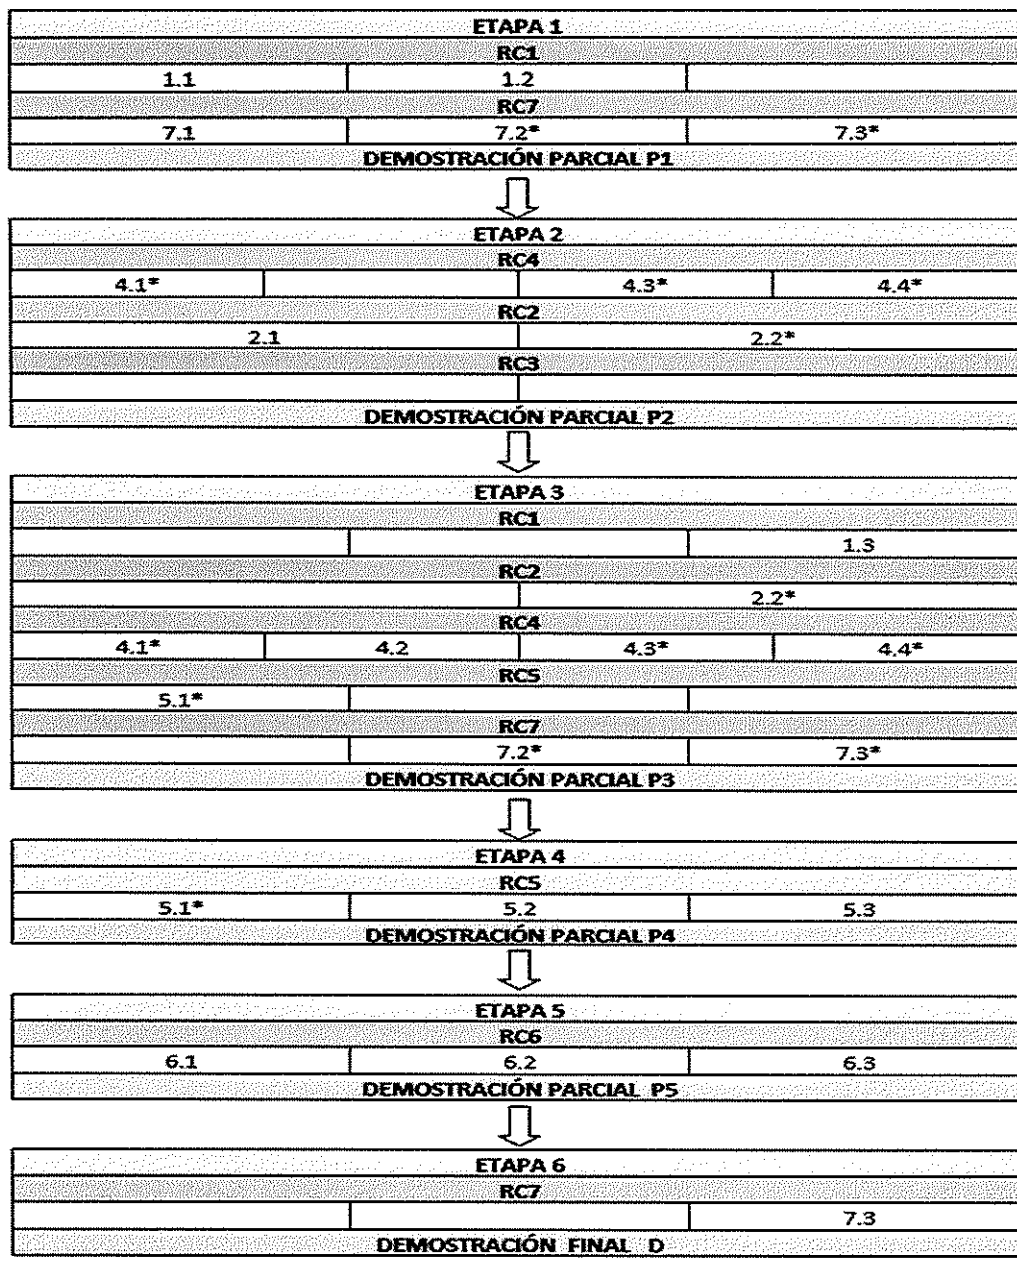 ETAPA 1
RC1
1.1 1.2
RC7
7.1 7.2* 7.3*
DEMOSTRACIÓN PARCIAL P1
ETAPA 2
RC4
4.1* 4.3* 4.4*
RC2
2.1 2.2*
RC3
DEMOSTRACIÓN PARCIAL P2
ETAPA 3
RC1
1.3
RC2
2.2*
RC4
4.1* 4.2 4.3* 4.4*
RC5
5.1*
RC7
7.2* 7.3*
DEMOSTRACIÓN PARCIAL P3
ETAPA 4
RC5
5.1* 5.2 5.3
DEMOSTRACIÓN PARCIAL P4
ETAPA 5
RC6
6.1 6.2 6.3
DEMOSTRACIÓN PARCIAL P5
ETAPA 6
RC7
7.3
DEMOSTRACIÓN FINAL D